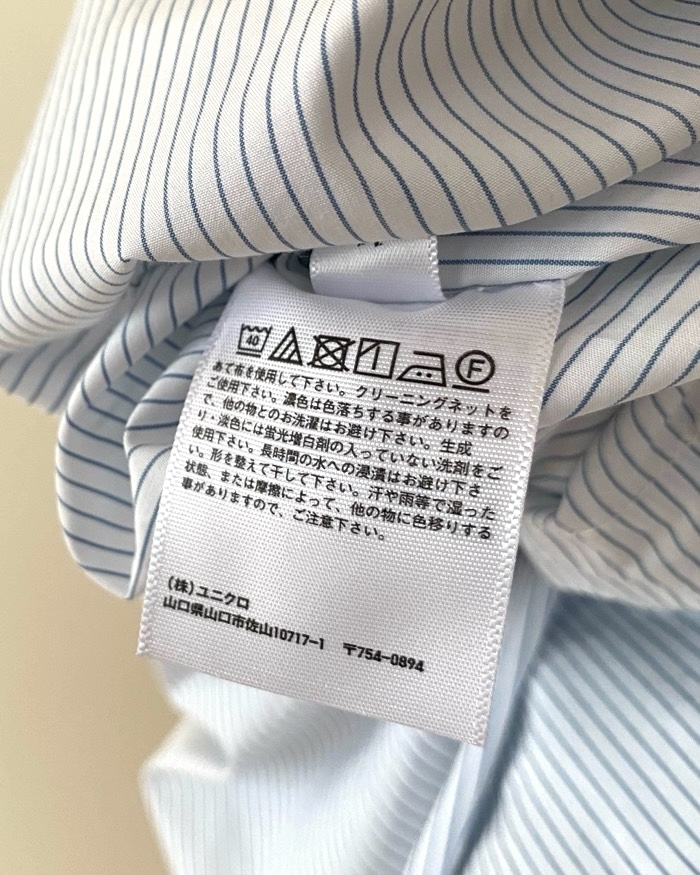 40
F
あて布を使用して下さい。クリーニングネットを
ご使用下さい。濃色は色落ちする事がありますの
で、他の物とのお洗濯はお避け下さい。生成
り・淡色には蛍光増白剤の入っていない洗剤をご
使用下さい。長時間の水への浸漬はお避け下さ
い。形を整えて干して下さい。汗や雨等で湿った
状態、または摩擦によって、他の物に色移りする
事がありますので、ご注意下さい。
(株)ユニクロ
山口県山口市佐山10717-1 〒754-0894